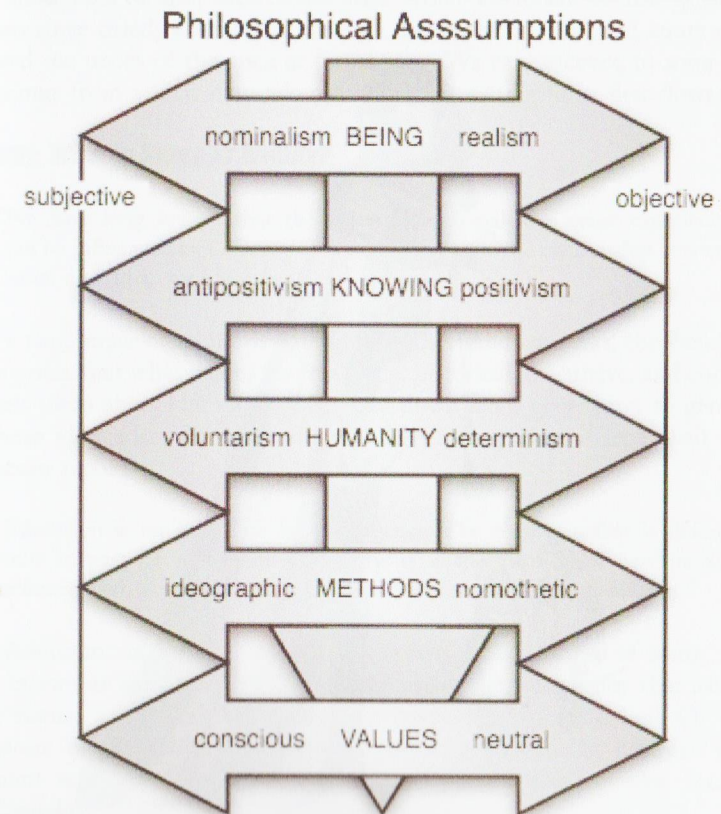 Philosophical Asssumptions
nominalism BEING realism
subjective
objective
antipositivism KNOWING positivism
voluntarism HUMANITY determinism
ideographic METHODS nomothetic
conscious VALUES neutral